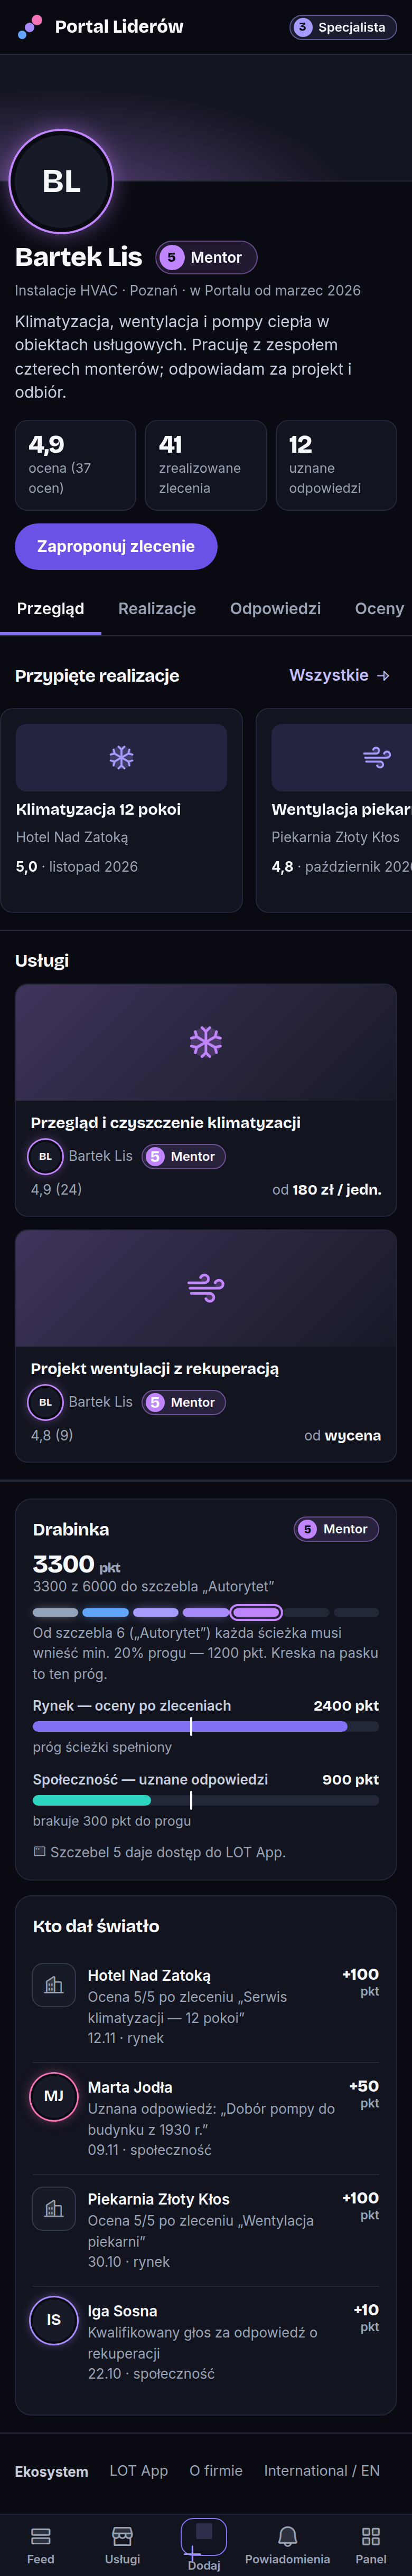 Portal Liderów
3 Specjalista
BL
Bartek Lis 5 Mentor
Instalacje HVAC · Poznań · w Portalu od marzec 2026
Klimatyzacja, wentylacja i pompy ciepła w
obiektach usługowych. Pracuję z zespołem
czterech monterów; odpowiadam za projekt i
odbiór.
4,9
ocena (37
ocen)
41
zrealizowane
zlecenia
12
uznane
odpowiedzi
Zaproponuj zlecenie
Przegląd Realizacje Odpowiedzi Oceny
Przypięte realizacje Wszystkie →
Klimatyzacja 12 pokoi
Hotel Nad Zatoką
5,0 · listopad 2026
Wentylacja piekar
Piekarnia Złoty Kłos
4,8 · październik 202
Usługi
Przegląd i czyszczenie klimatyzacji
BL Bartek Lis 5 Mentor
4,9 (24) od 180 zł / jedn.
Projekt wentylacji z rekuperacją
BL Bartek Lis 5 Mentor
4,8 (9) od wycena
Drabinka 5 Mentor
3300 pkt
3300 z 6000 do szczebla „Autorytet”
Od szczebla 6 („Autorytet”) każda ścieżka musi
wnieść min. 20% progu — 1200 pkt. Kreska na pasku
to ten próg.
Rynek — oceny po zleceniach 2400 pkt
próg ścieżki spełniony
Społeczność — uznane odpowiedzi 900 pkt
brakuje 300 pkt do progu
Szczebel 5 daje dostęp do LOT App.
Kto dał światło
Hotel Nad Zatoką +100
Ocena 5/5 po zleceniu „Serwis pkt
klimatyzacji — 12 pokoi”
12.11 · rynek
MJ Marta Jodła +50
Uznana odpowiedź: „Dobór pompy do pkt
budynku z 1930 r.”
09.11 · społeczność
Piekarnia Złoty Kłos +100
Ocena 5/5 po zleceniu „Wentylacja pkt
piekarni”
30.10 · rynek
IS Iga Sosna +10
Kwalifikowany głos za odpowiedź o pkt
rekuperacji
22.10 · społeczność
Ekosystem LOT App O firmie International / EN
Feed Usługi Dodaj Powiadomienia Panel